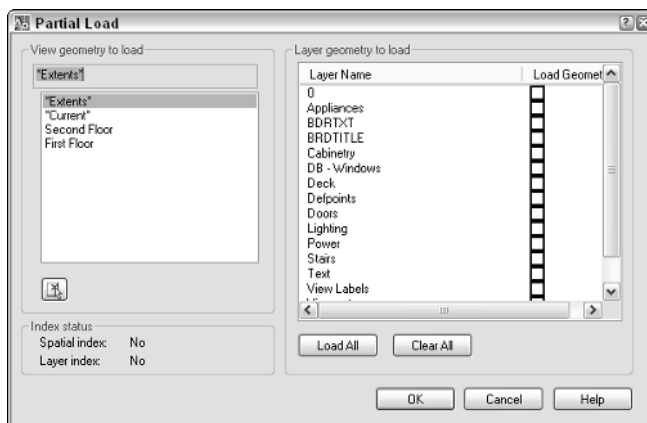 Partial Load
View geometry to load
"Extents"
"Extents"
"Current"
Second Floor
First Floor
Index status
Spatial index: No
Layer index: No
Layer geometry to load
Layer Name Load Geomet
0
Appliances
BDRTXT
BRDTITLE
Cabinetry
DB - Windows
Deck
Defpoints
Doors
Lighting
Power
Stairs
Text
View Labels
Load All Clear All
OK Cancel Help